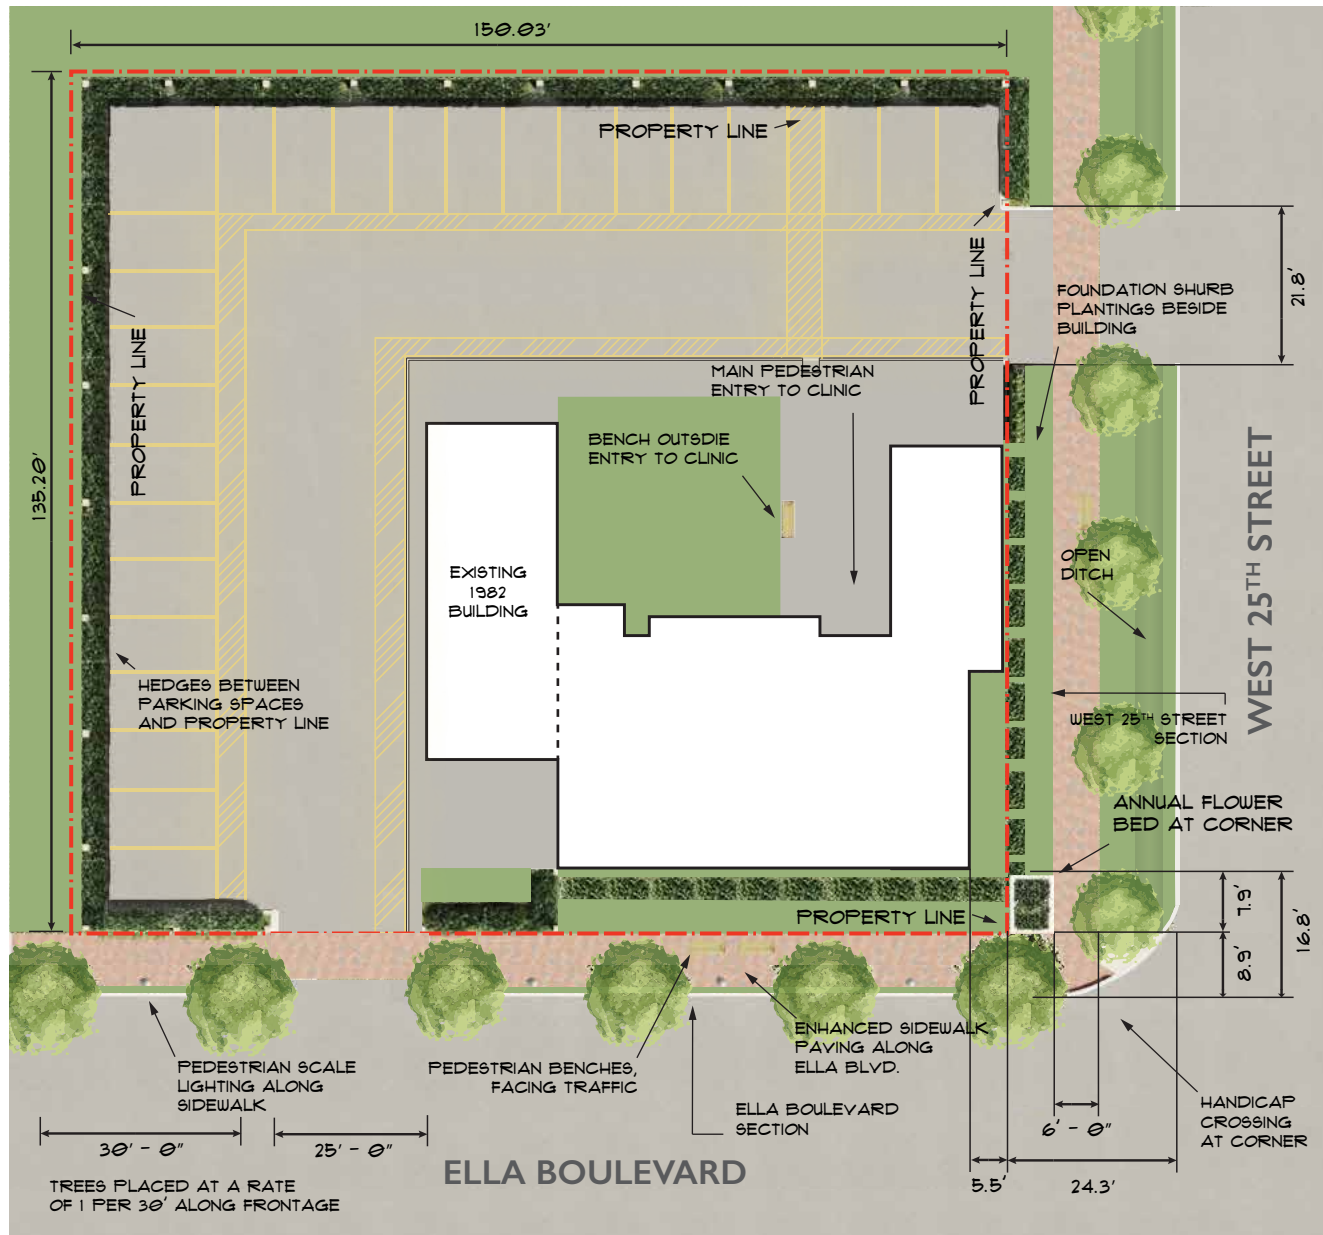 150.03'
PROPERTY LINE
135.20'
PROPERTY LINE
PROPERTY LINE
21.8'
FOUNDATION SHURB
PLANTINGS BESIDE
BUILDING
MAIN PEDESTRIAN
ENTRY TO CLINIC
BENCH OUTSDIE
ENTRY TO CLINIC
EXISTING
1982
BUILDING
OPEN
DITCH
WEST 25TH STREET
HEDGES BETWEEN
PARKING SPACES
AND PROPERTY LINE
WEST 25TH STREET
SECTION
ANNUAL FLOWER
BED AT CORNER
PROPERTY LINE
7.9'
8.9'
16.8'
PEDESTRIAN SCALE
LIGHTING ALONG
SIDEWALK
PEDESTRIAN BENCHES,
FACING TRAFFIC
ENHANCED SIDEWALK
PAVING ALONG
ELLA BLVD.
ELLA BOULEVARD
SECTION
HANDICAP
CROSSING
AT CORNER
30' - 0"
25' - 0"
6' - 0"
5.5'
24.3'
ELLA BOULEVARD
TREES PLACED AT A RATE
OF 1 PER 30' ALONG FRONTAGE